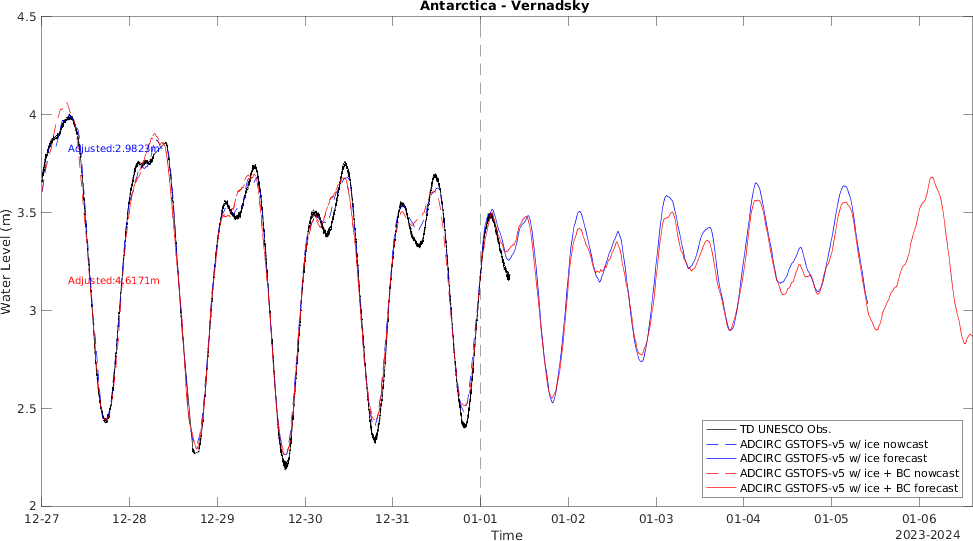 Antarctica - Vernadsky
4.5
4
3.5
3
2.5
2
Water Level (m)
Adjusted:2.9823m
Adjusted:4.6171m
TD UNESCO Obs.
ADCIRC GSTOFS-v5 w/ ice nowcast
ADCIRC GSTOFS-v5 w/ ice forecast
ADCIRC GSTOFS-v5 w/ ice + BC nowcast
ADCIRC GSTOFS-v5 w/ ice + BC forecast
12-27 12-28 12-29 12-30 12-31 01-01 01-02 01-03 01-04 01-05 01-06
Time
2023-2024